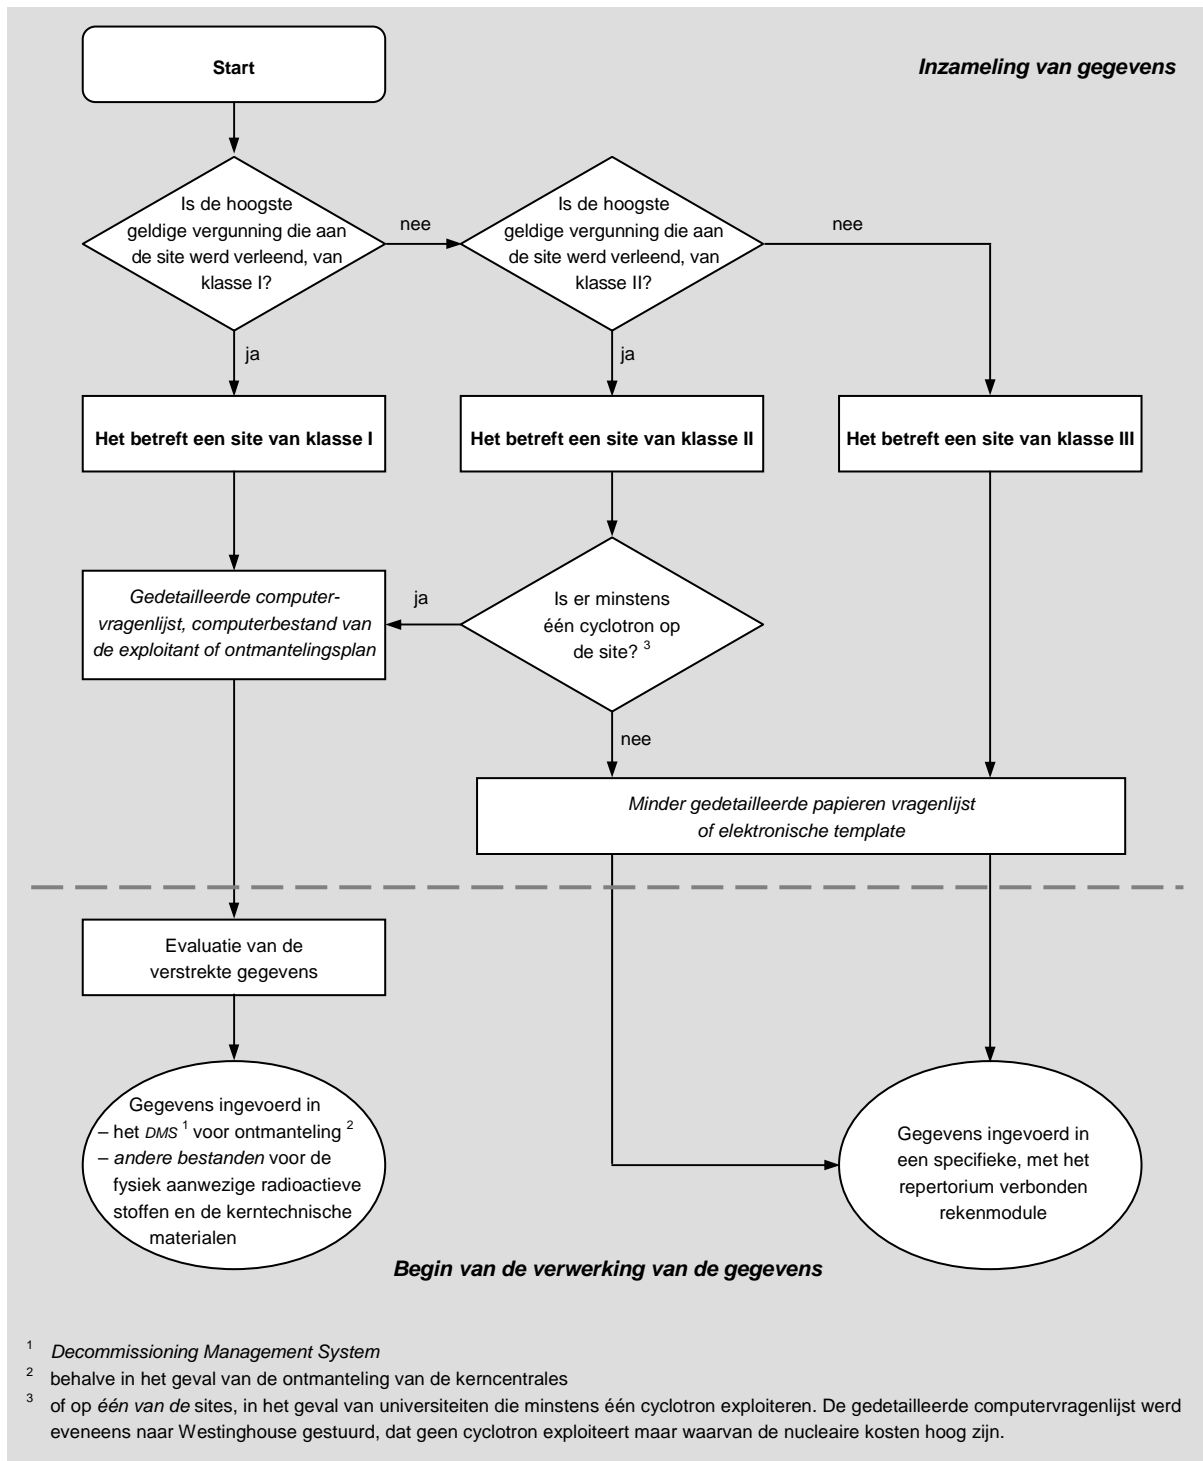 Start
Inzameling van gegevens
Is de hoogste
geldige vergunning die aan
de site werd verleend, van
klasse I?
nee
Is de hoogste
geldige vergunning die aan
de site werd verleend, van
klasse II?
nee
ja
ja
Het betreft een site van klasse I
Het betreft een site van klasse II
Het betreft een site van klasse III
Gedetailleerde computer-
vragenlijst, computerbestand van
de exploitant of ontmantelingsplan
ja
Is er minstens
één cyclotron op
de site? 3
nee
Minder gedetailleerde papieren vragenlijst
of elektronische template
Evaluatie van de
verstrekte gegevens
Gegevens ingevoerd in
– het DMS 1 voor ontmanteling 2
– andere bestanden voor de
fysiek aanwezige radioactieve
stoffen en de kerntechnische
materialen
Gegevens ingevoerd in
een specifieke, met het
repertorium verbonden
rekenmodule
Begin van de verwerking van de gegevens
1 Decommissioning Management System
2 behalve in het geval van de ontmanteling van de kerncentrales
3 of op één van de sites, in het geval van universiteiten die minstens één cyclotron exploiteren. De gedetailleerde computervragenlijst werd
eveneens naar Westinghouse gestuurd, dat geen cyclotron exploiteert maar waarvan de nucleaire kosten hoog zijn.